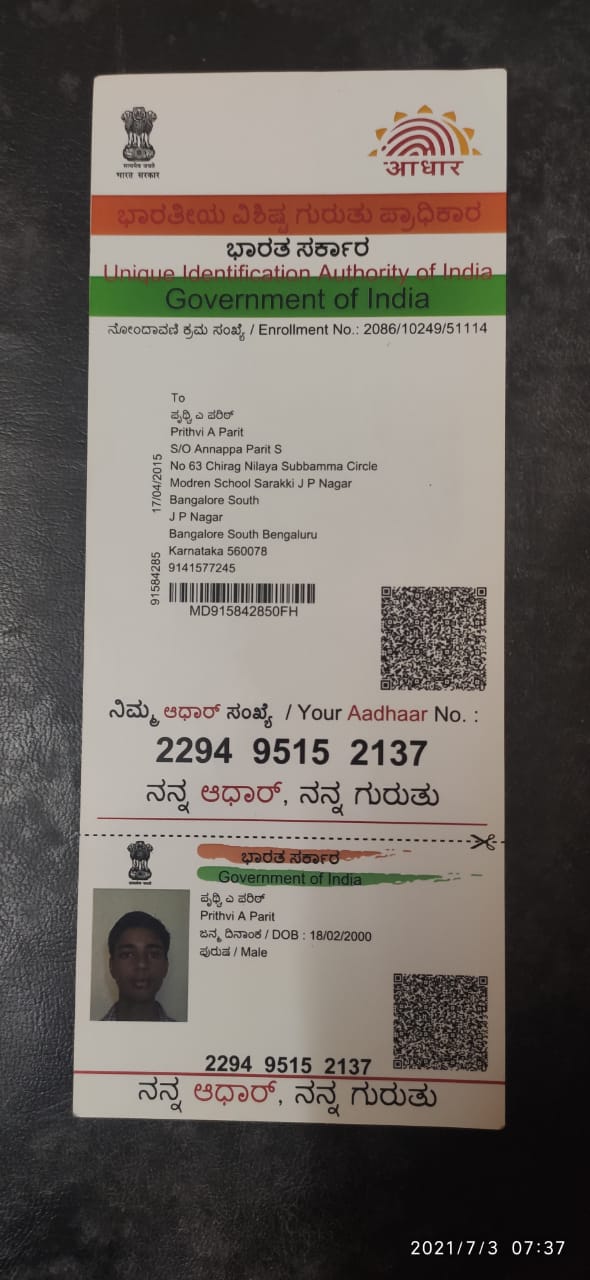 सत्यमेव जयते
भारत सरकार
आधार
ಭಾರತೀಯ ವಿಶಿಷ್ಟ ಗುರುತು ಪ್ರಾಧಿಕಾರ
ಭಾರತ ಸರ್ಕಾರ
Unique Identification Authority of India
Government of India
ನೋಂದಾವಣಿ ಕ್ರಮ ಸಂಖ್ಯೆ / Enrollment No.: 2086/10249/51114
To
ಪೃಥ್ವಿ ಎ ಪರಿಠ್
Prithvi A Parit
S/O Annappa Parit S
No 63 Chirag Nilaya Subbamma Circle
Modren School Sarakki J P Nagar
Bangalore South
J P Nagar
Bangalore South Bengaluru
Karnataka 560078
9141577245
17/04/2015
91584285
MD915842850FH
ನಿಮ್ಮ ಆಧಾರ್ ಸಂಖ್ಯೆ / Your Aadhaar No. :
2294 9515 2137
ನನ್ನ ಆಧಾರ್, ನನ್ನ ಗುರುತು
ಭಾರತ ಸರ್ಕಾರ
Government of India
ಪೃಥ್ವಿ ಎ ಪರಿಠ್
Prithvi A Parit
ಜನ್ಮ ದಿನಾಂಕ / DOB : 18/02/2000
ಪುರುಷ / Male
2294 9515 2137
ನನ್ನ ಆಧಾರ್, ನನ್ನ ಗುರುತು
2021/7/3 07:37